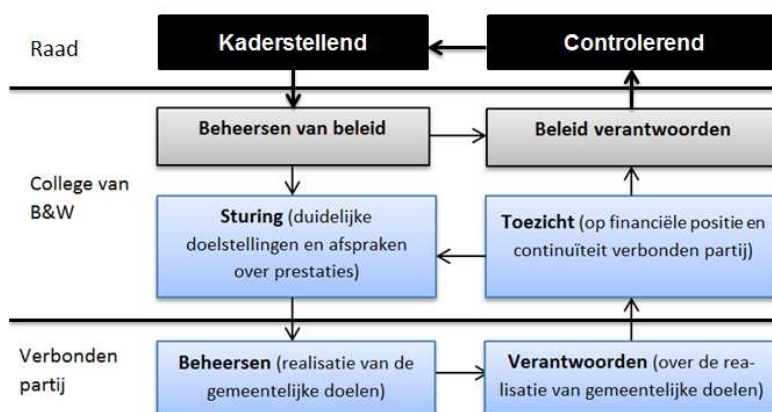 Raad
Kaderstellend
Controlerend
College van
B&W
Beheersen van beleid
Beleid verantwoorden
Sturing (duidelijke
doelstellingen en afspraken
over prestaties)
Toezicht (op financiële positie en
continuïteit verbonden partij)
Verbonden
partij
Beheersen (realisatie van de
gemeentelijke doelen)
Verantwoorden (over de rea-
lisatie van gemeentelijke doelen)